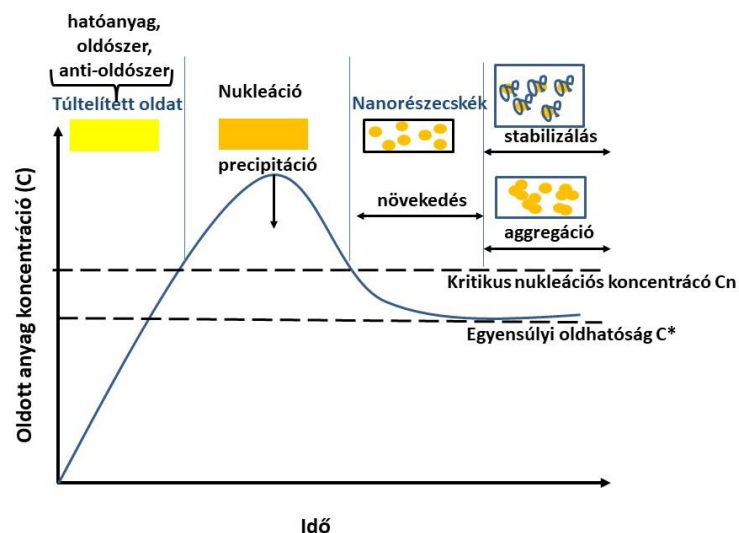 hatóanyag,
oldószer,
anti-oldószer
Túltelített oldat
Nukleáció
precipitáció
Nanorészecskék
növekedés
stabilizálás
aggregáció
Kritikus nukleációs koncentrácó Cn
Egyensúlyi oldhatóság C*
Oldott anyag koncentráció (C)
Idő